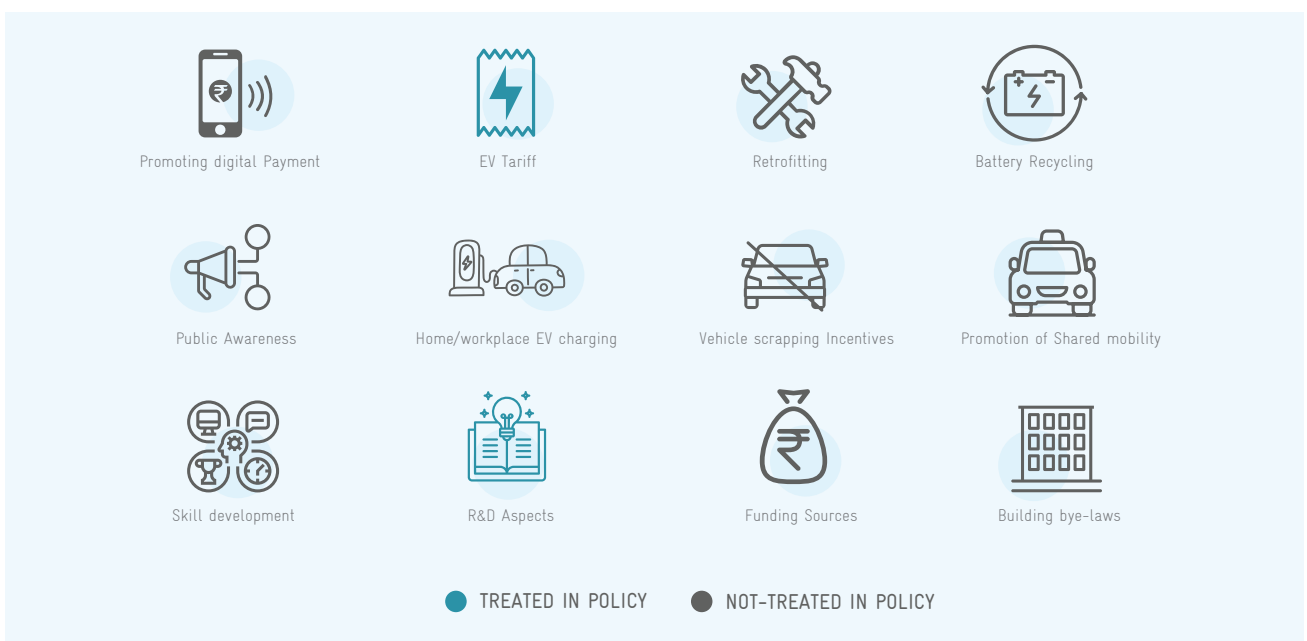 ₹
Promoting digital Payment
EV Tariff
Retrofitting
Battery Recycling
Public Awareness
Home/workplace EV charging
Vehicle scrapping Incentives
Promotion of Shared mobility
Skill development
R&D Aspects
₹
Funding Sources
Building bye-laws
TREATED IN POLICY
NOT-TREATED IN POLICY